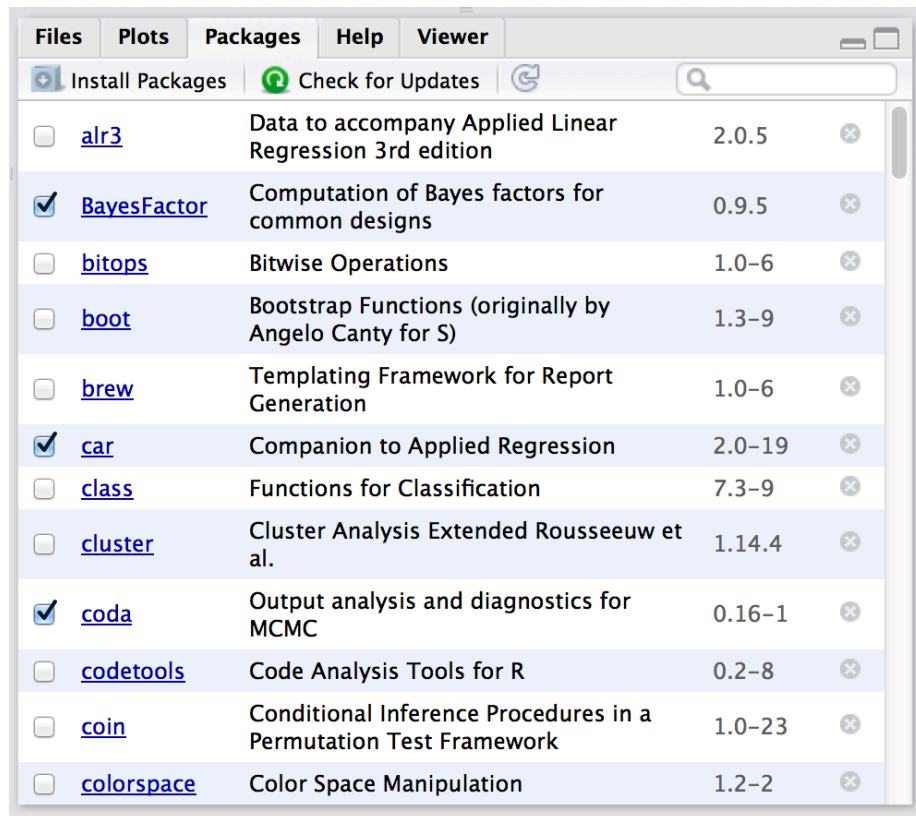 Files Plots Packages Help Viewer
Install Packages Check for Updates
alr3 Data to accompany Applied Linear Regression 3rd edition 2.0.5
BayesFactor Computation of Bayes factors for common designs 0.9.5
bitops Bitwise Operations 1.0-6
boot Bootstrap Functions (originally by Angelo Canty for S) 1.3-9
brew Templating Framework for Report Generation 1.0-6
car Companion to Applied Regression 2.0-19
class Functions for Classification 7.3-9
cluster Cluster Analysis Extended Rousseeuw et al. 1.14.4
coda Output analysis and diagnostics for MCMC 0.16-1
codetools Code Analysis Tools for R 0.2-8
coin Conditional Inference Procedures in a Permutation Test Framework 1.0-23
colorspace Color Space Manipulation 1.2-2